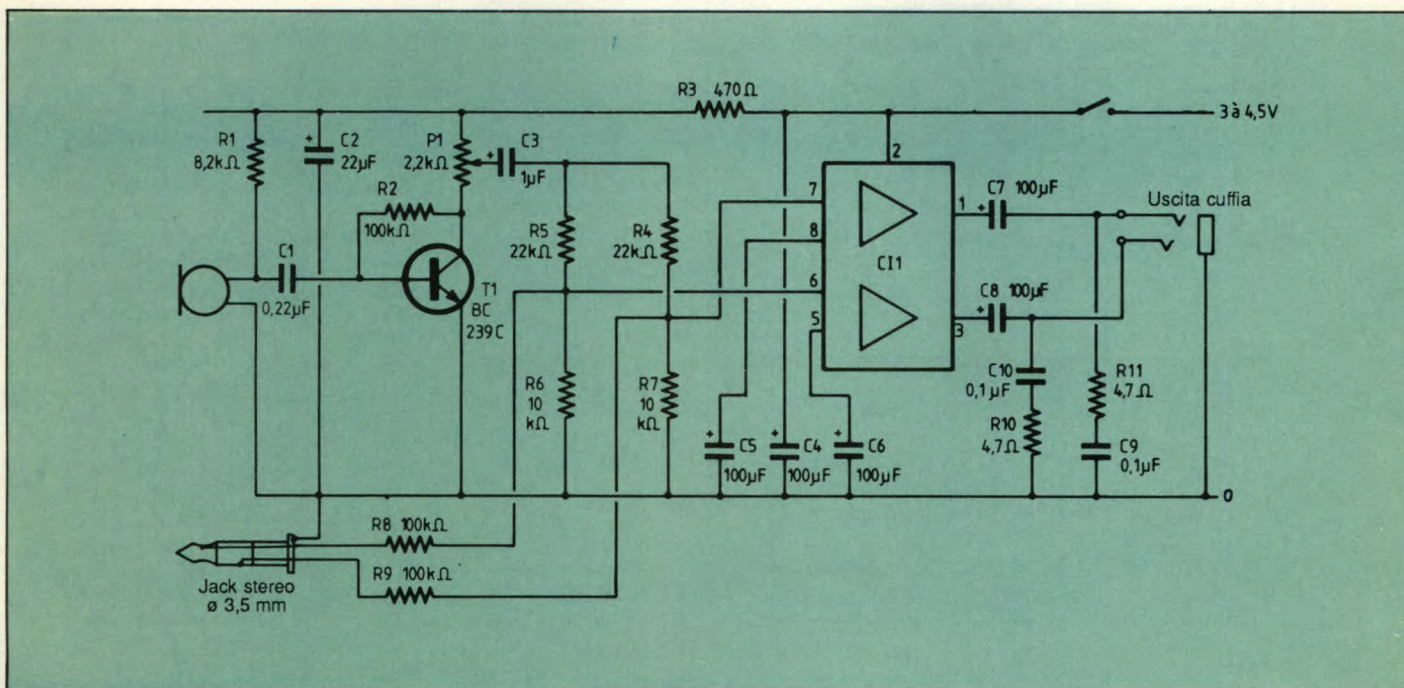 R3 470Ω
3 à 4,5V
R1
8,2kΩ
C2
22µF
P1
2,2kΩ
C3
1µF
R2
100kΩ
C1
0,22µF
T1
BC
239C
R5
22kΩ
R4
22kΩ
R6
10
kΩ
R7
10
kΩ
2
7
8
6
5
CI1
1
3
C7 100µF
C8 100µF
Uscita cuffia
C10
0,1µF
R10
4,7Ω
R11
4,7Ω
C9
0,1µF
C5
100µF
C4
100µF
C6
100µF
0
R8 100kΩ
R9 100kΩ
Jack stereo
ø 3,5 mm
+
+
+
+
+
+
+